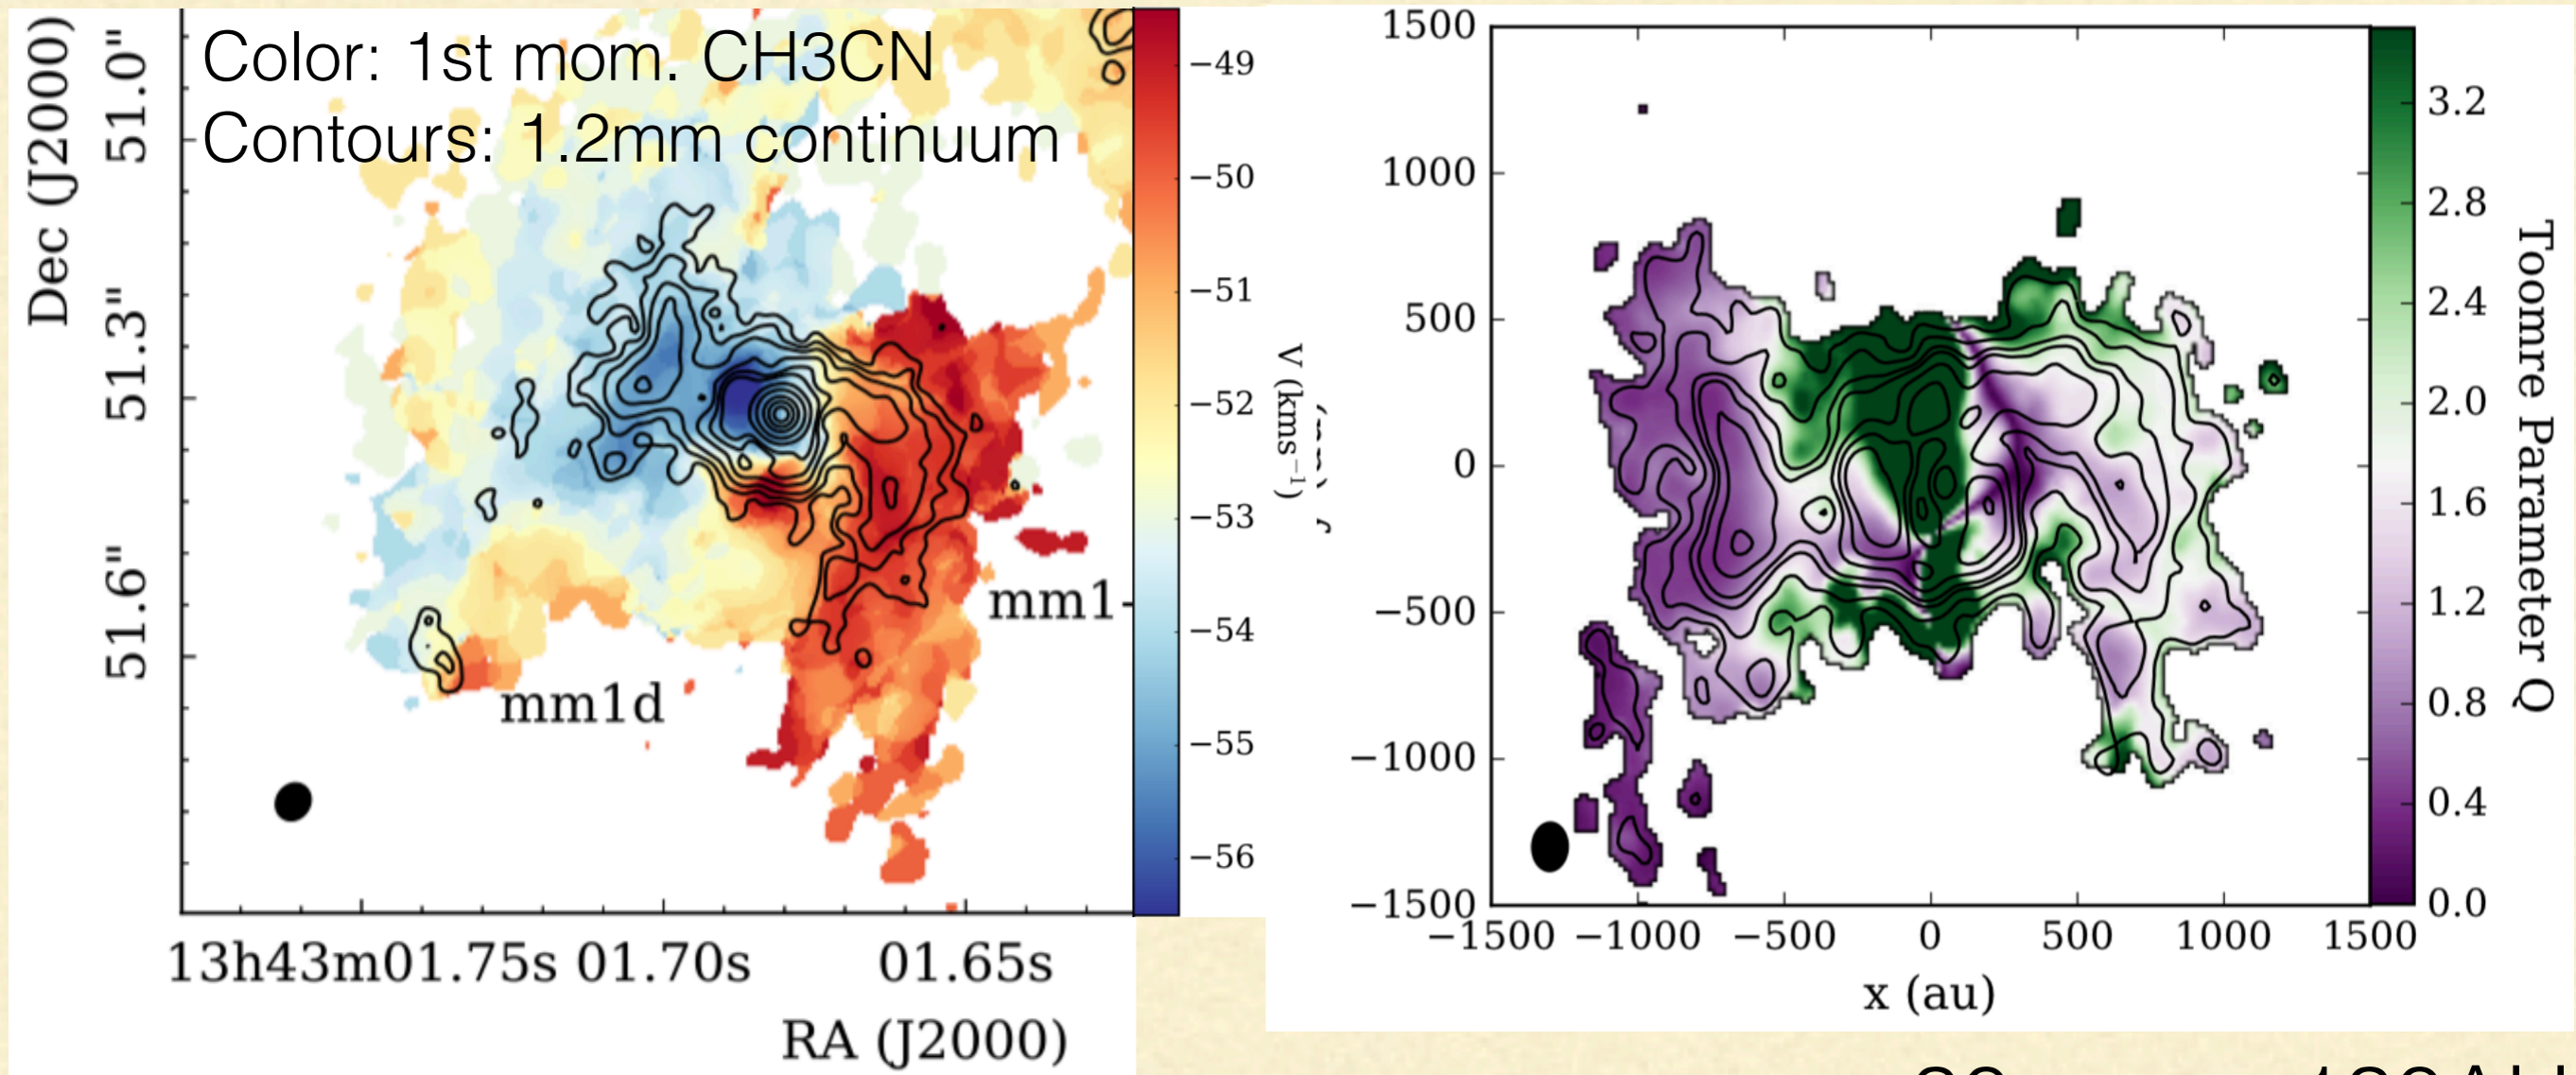 Color: 1st mom. CH3CN
Contours: 1.2mm continuum
Dec (J2000)
51.0"
51.3"
51.6"
mm1-
mm1d
13h43m01.75s 01.70s 01.65s
RA (J2000)
−49
−50
−51
−52
−53
−54
−55
−56
V (kms⁻¹)
1500
1000
500
0
−500
−1000
−1500
−1500 −1000 −500 0 500 1000 1500
x (au)
3.2
2.8
2.4
2.0
1.6
1.2
0.8
0.4
0.0
Toomre Parameter Q